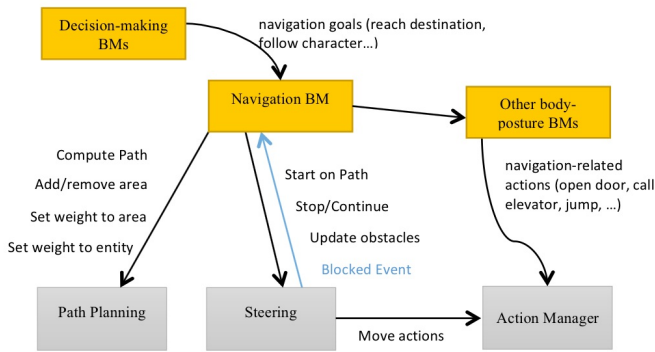 Decision-making
BMs
navigation goals (reach destination,
follow character…)
Navigation BM
Other body-
posture BMs
Compute Path
Add/remove area
Set weight to area
Set weight to entity
Start on Path
Stop/Continue
Update obstacles
Blocked Event
navigation-related
actions (open door, call
elevator, jump, …)
Path Planning
Steering
Move actions
Action Manager